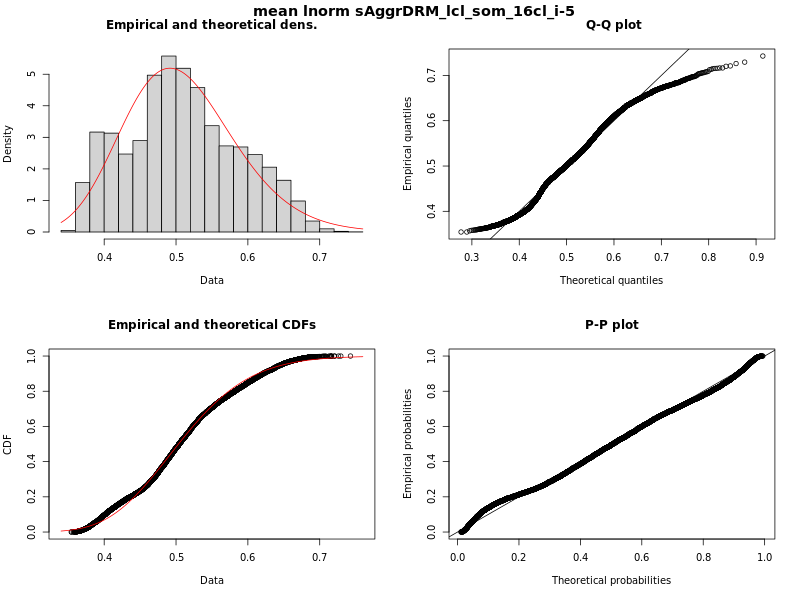 mean lnorm sAggrDRM_lcl_som_16cl_i-5
Empirical and theoretical dens.
Density
0 1 2 3 4 5
0.4 0.5 0.6 0.7
Data
Q-Q plot
Empirical quantiles
0.4 0.5 0.6 0.7
0.3 0.4 0.5 0.6 0.7 0.8 0.9
Theoretical quantiles
Empirical and theoretical CDFs
CDF
0.0 0.2 0.4 0.6 0.8 1.0
0.4 0.5 0.6 0.7
Data
P-P plot
Empirical probabilities
0.0 0.2 0.4 0.6 0.8 1.0
0.0 0.2 0.4 0.6 0.8 1.0
Theoretical probabilities